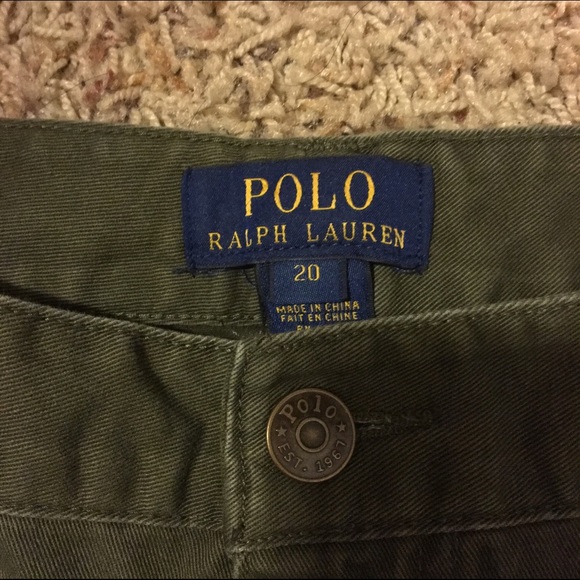 POLO
RALPH LAUREN
20
MADE IN CHINA
FAIT EN CHINE
Polo
EST. 1967